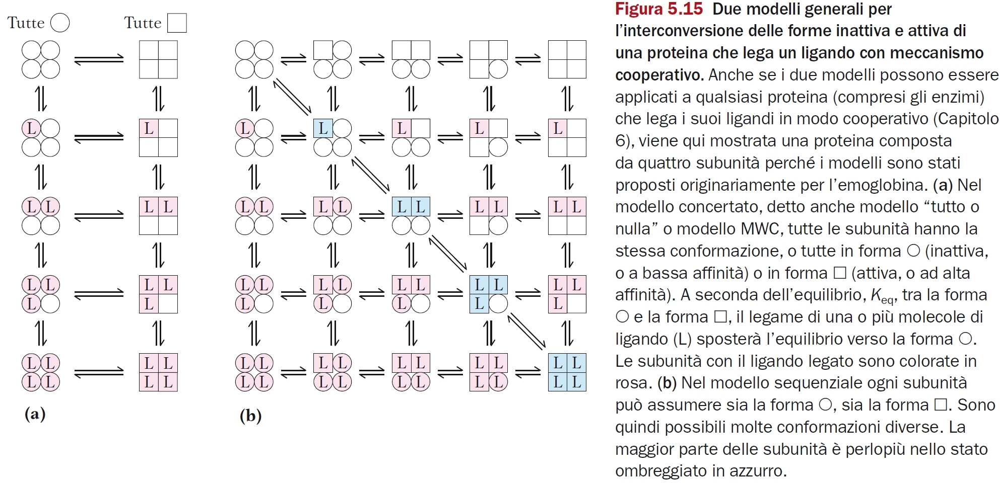 Tutte
Tutte
L
L
L L
L L
L L
L
L L
L
L L
L L
L L
L L
(a)
L
L
L
L
L
L L
L L
L L
L L
L L
L L
L
L L
L
L L
L
L L
L
L L
L
L L
L L
L L
L L
L L
L L
L L
L L
L L
L L
(b)
Figura 5.15 Due modelli generali per
l’interconversione delle forme inattiva e attiva di
una proteina che lega un ligando con meccanismo
cooperativo. Anche se i due modelli possono essere
applicati a qualsiasi proteina (compresi gli enzimi)
che lega i suoi ligandi in modo cooperativo (Capitolo
6), viene qui mostrata una proteina composta
da quattro subunità perché i modelli sono stati
proposti originariamente per l’emoglobina. (a) Nel
modello concertato, detto anche modello “tutto o
nulla” o modello MWC, tutte le subunità hanno la
stessa conformazione, o tutte in forma ○ (inattiva,
o a bassa affinità) o in forma □ (attiva, o ad alta
affinità). A seconda dell’equilibrio, Keq, tra la forma
○ e la forma □, il legame di una o più molecole di
ligando (L) sposterà l’equilibrio verso la forma ○.
Le subunità con il ligando legato sono colorate in
rosa. (b) Nel modello sequenziale ogni subunità
può assumere sia la forma ○, sia la forma □. Sono
quindi possibili molte conformazioni diverse. La
maggior parte delle subunità è perlopiù nello stato
ombreggiato in azzurro.